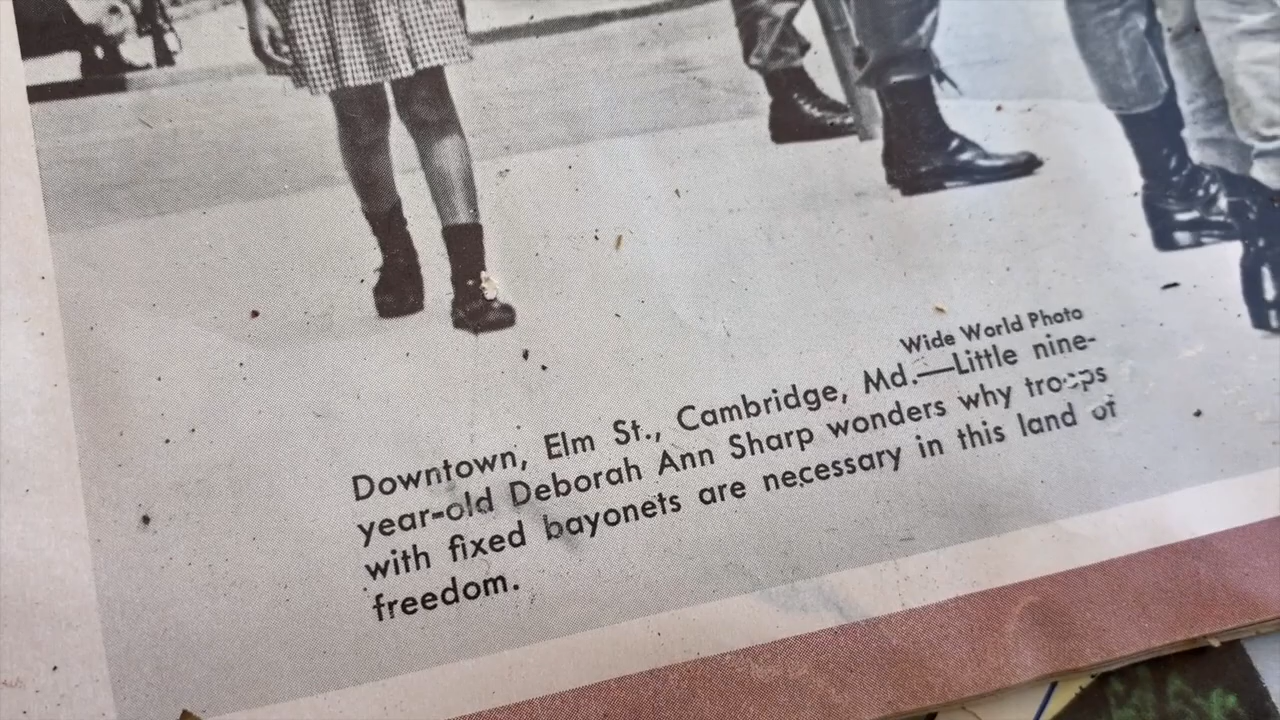 Wide World Photo
Downtown, Elm St., Cambridge, Md.—Little nine-
year-old Deborah Ann Sharp wonders why troops
with fixed bayonets are necessary in this land of
freedom.